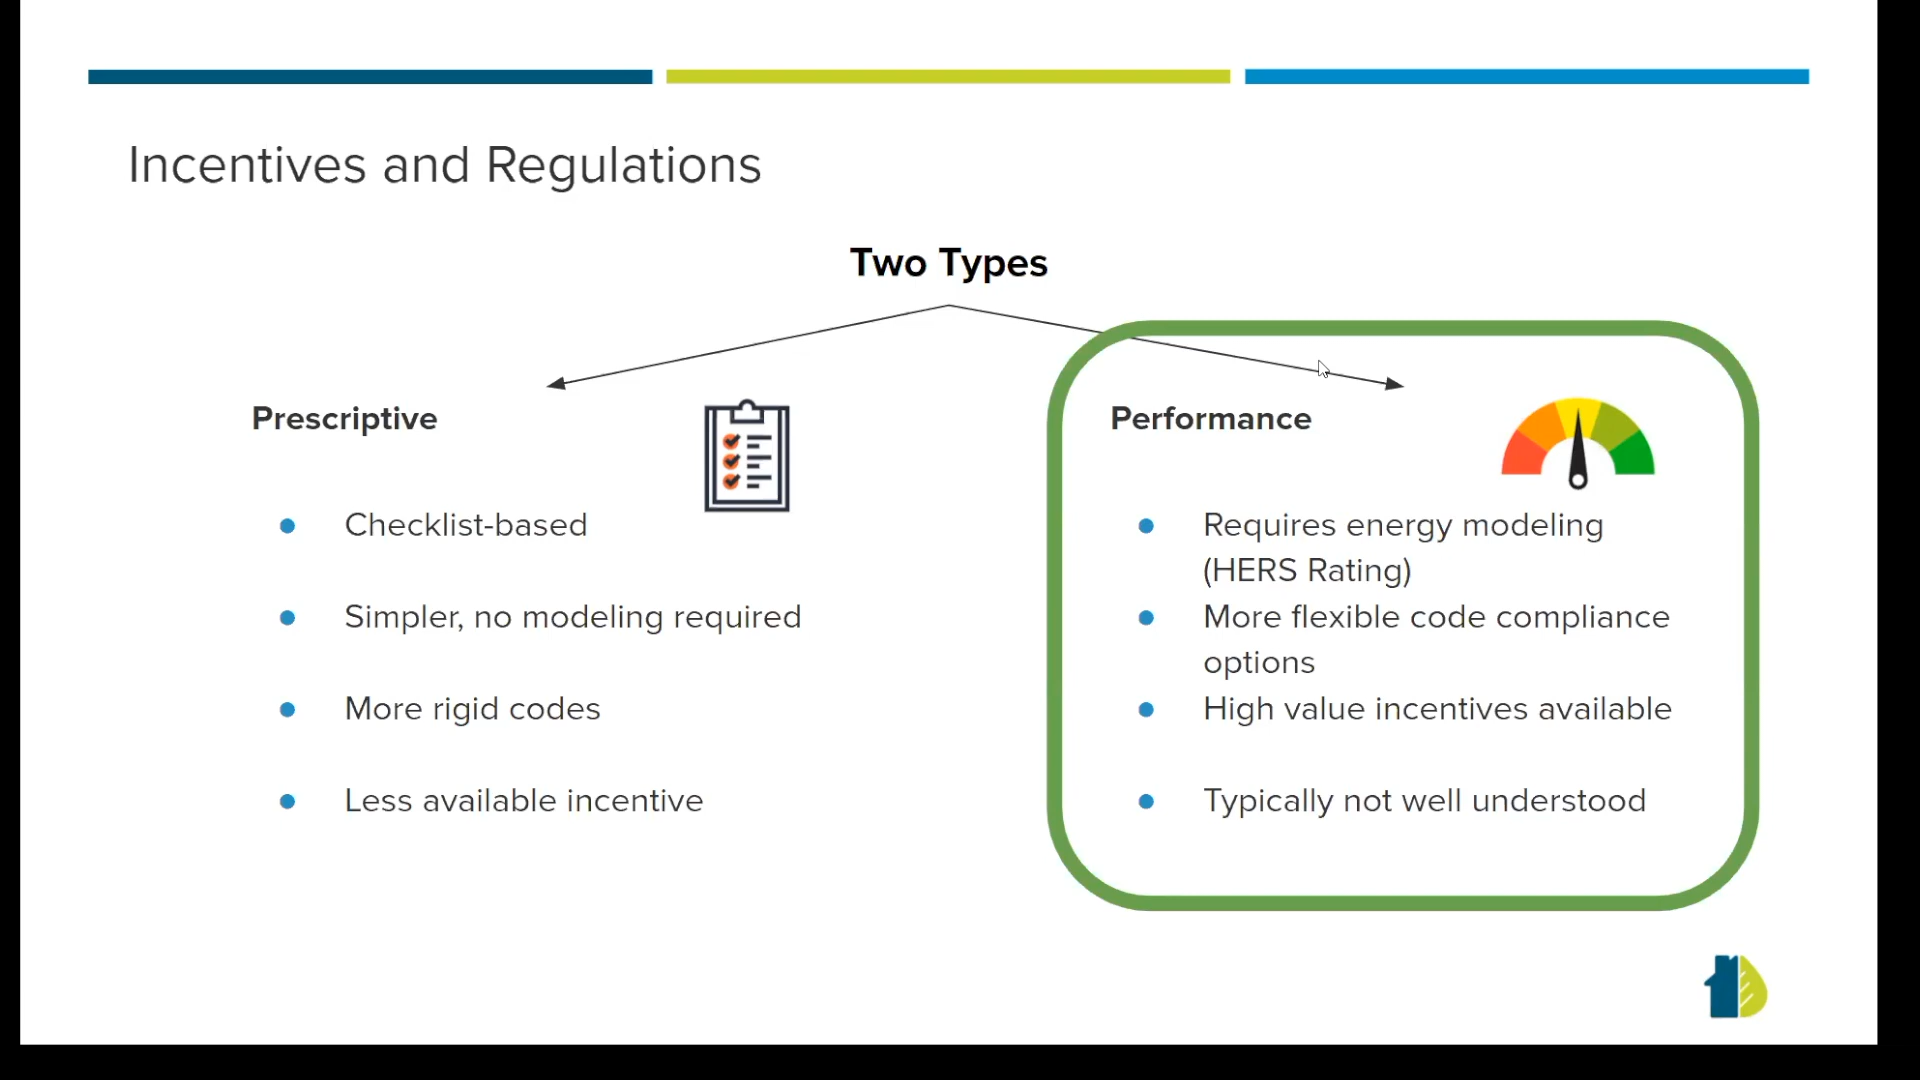 Incentives and Regulations
Two Types
Prescriptive
Checklist-based
Simpler, no modeling required
More rigid codes
Less available incentive
Performance
Requires energy modeling
(HERS Rating)
More flexible code compliance
options
High value incentives available
Typically not well understood